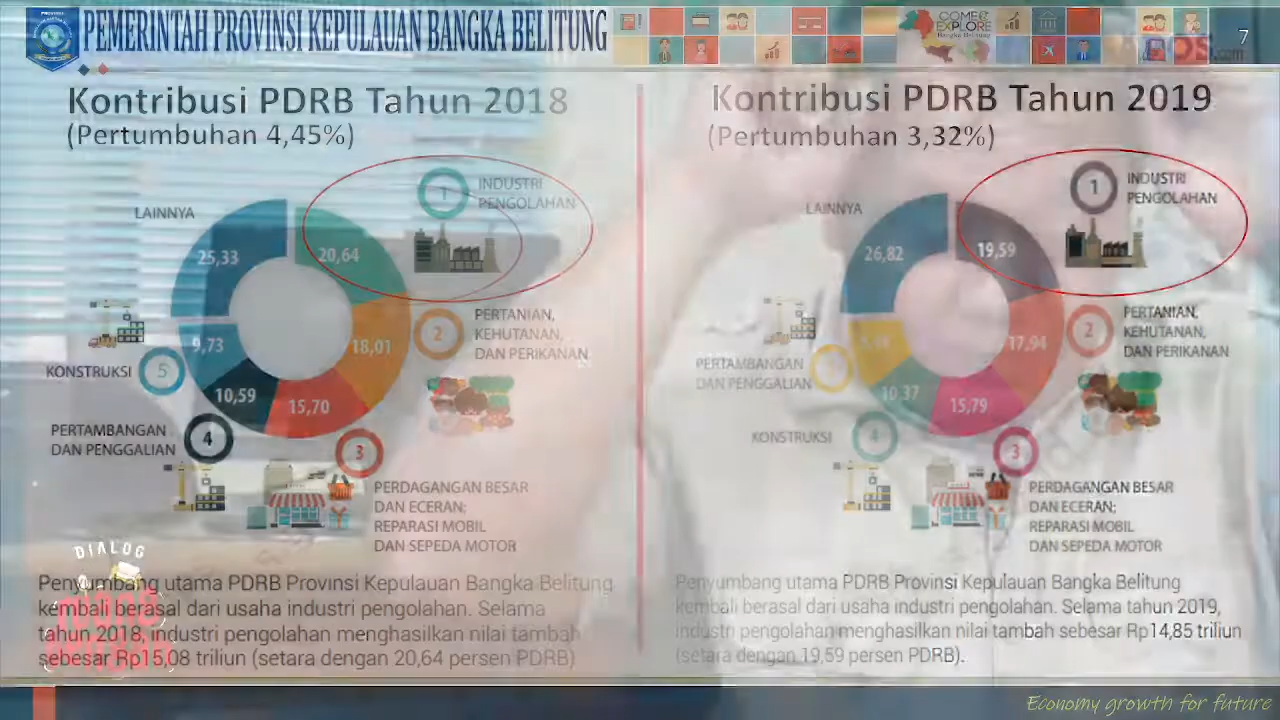 PEMERINTAH PROVINSI KEPULAUAN BANGKA BELITUNG
COME &
EXPLORE
Bangka Belitung
7
Kontribusi PDRB Tahun 2018
(Pertumbuhan 4,45%)
LAINNYA
25,33
20,64
1
INDUSTRI
PENGOLAHAN
18,01
2
PERTANIAN,
KEHUTANAN,
DAN PERIKANAN
9,73
KONSTRUKSI
5
10,59
15,70
PERTAMBANGAN
DAN PENGGALIAN
4
3
PERDAGANGAN BESAR
DAN ECERAN;
REPARASI MOBIL
DAN SEPEDA MOTOR
DIALOG
Penyumbang utama PDRB Provinsi Kepulauan Bangka Belitung
kembali berasal dari usaha industri pengolahan. Selama
tahun 2018, industri pengolahan menghasilkan nilai tambah
sebesar Rp15,08 triliun (setara dengan 20,64 persen PDRB)
Kontribusi PDRB Tahun 2019
(Pertumbuhan 3,32%)
LAINNYA
26,82
19,59
1
INDUSTRI
PENGOLAHAN
17,94
2
PERTANIAN,
KEHUTANAN,
DAN PERIKANAN
PERTAMBANGAN
DAN PENGGALIAN
10,37
15,79
KONSTRUKSI
4
3
PERDAGANGAN BESAR
DAN ECERAN;
REPARASI MOBIL
DAN SEPEDA MOTOR
Penyumbang utama PDRB Provinsi Kepulauan Bangka Belitung
kembali berasal dari usaha industri pengolahan. Selama tahun 2019,
industri pengolahan menghasilkan nilai tambah sebesar Rp14,85 triliun
(setara dengan 19,59 persen PDRB).
Economy growth for future